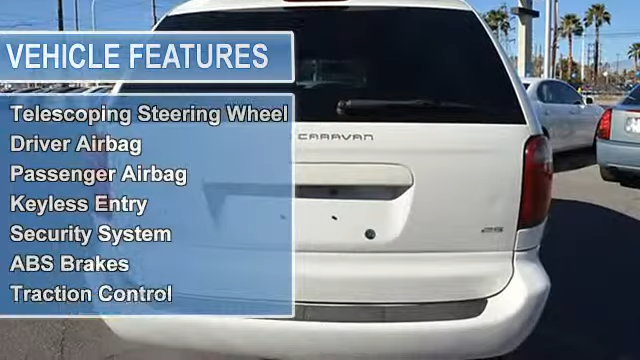 VEHICLE FEATURES
Telescoping Steering Wheel
Driver Airbag
Passenger Airbag
Keyless Entry
Security System
ABS Brakes
Traction Control
CARAVAN